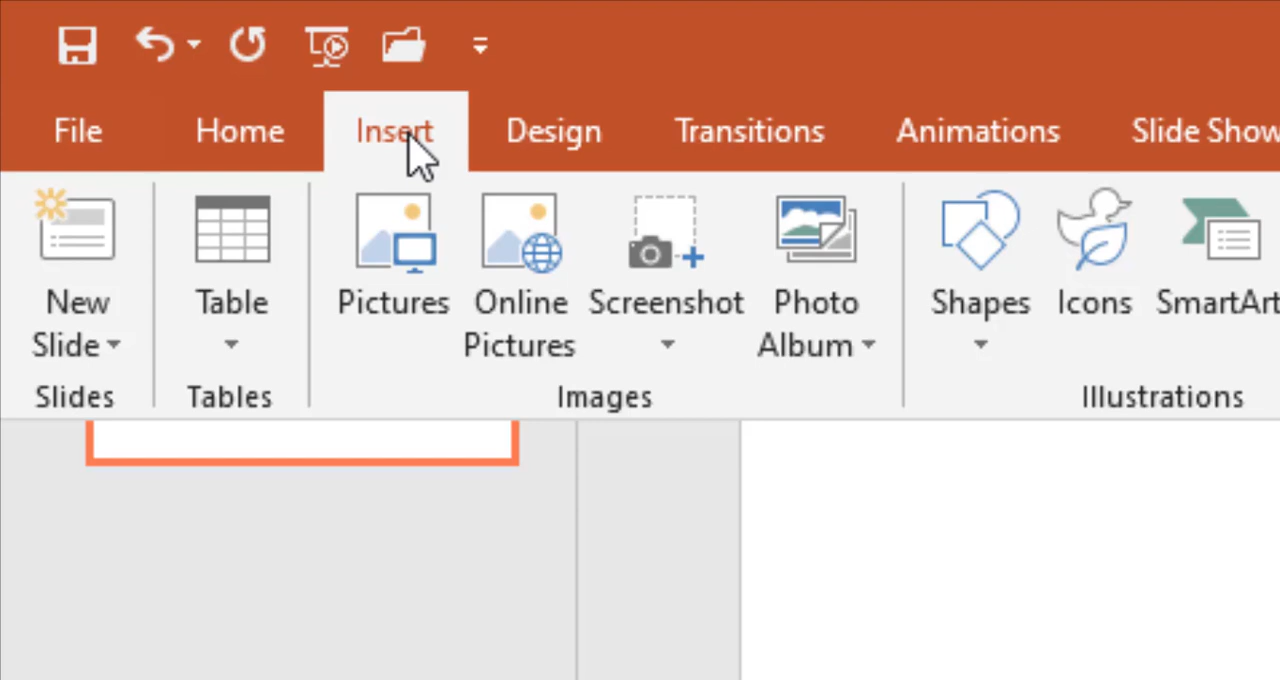 File Home Insert Design Transitions Animations Slide Show
New Table Pictures Online Screenshot Photo Shapes Icons SmartArt
Slide Pictures Album
Slides Tables Images Illustrations